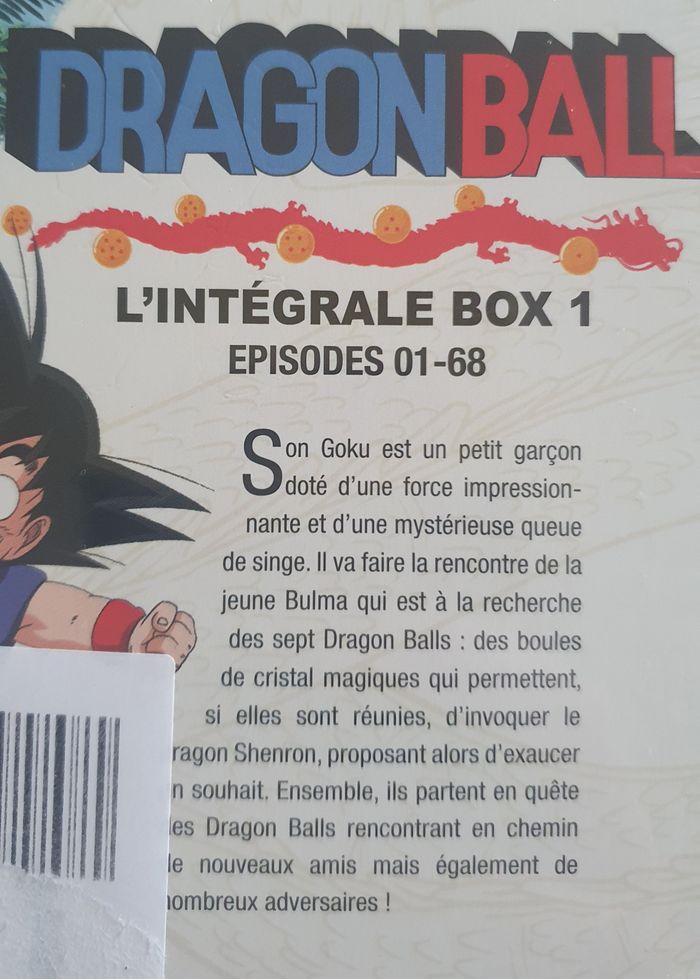 DRAGON BALL
L'INTÉGRALE BOX 1
EPISODES 01-68
Son Goku est un petit garçon
doté d'une force impression-
nante et d'une mystérieuse queue
de singe. Il va faire la rencontre de la
jeune Bulma qui est à la recherche
des sept Dragon Balls : des boules
de cristal magiques qui permettent,
si elles sont réunies, d'invoquer le
ragon Shenron, proposant alors d'exaucer
n souhait. Ensemble, ils partent en quête
es Dragon Balls rencontrant en chemin
e nouveaux amis mais également de
ombreux adversaires !